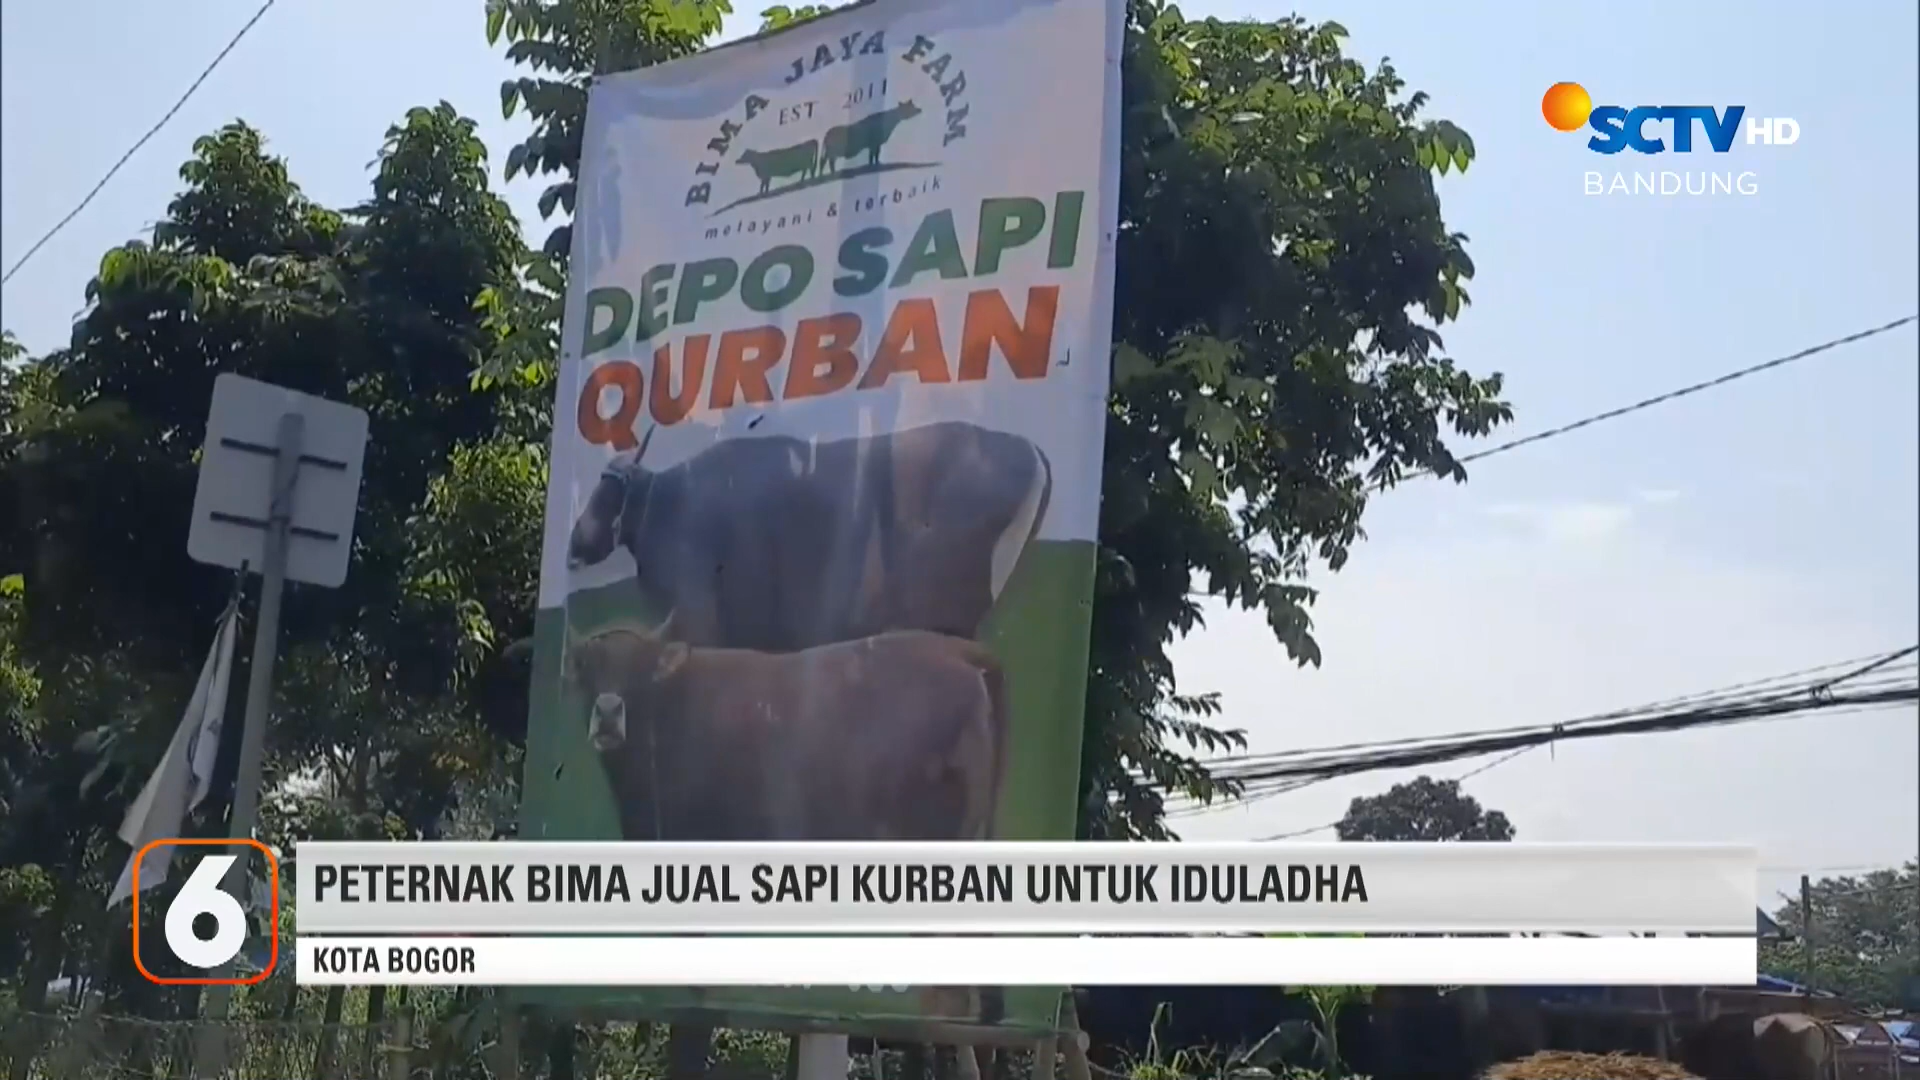 BIMA JAYA FARM
EST 2011
melayani & terbaik
DEPO SAPI
QURBAN
SCTV HD
BANDUNG
6
PETERNAK BIMA JUAL SAPI KURBAN UNTUK IDULADHA
KOTA BOGOR